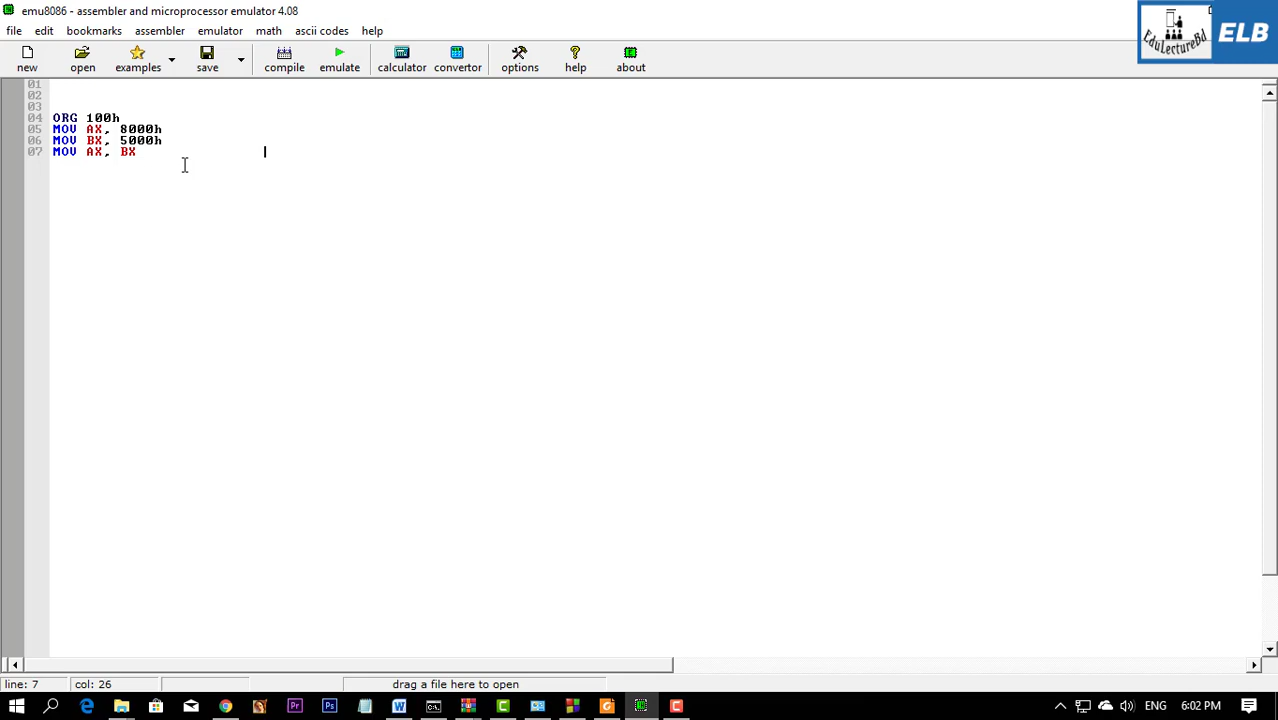 emu8086 - assembler and microprocessor emulator 4.08
file edit bookmarks assembler emulator math ascii codes help
new open examples save compile emulate calculator convertor options help about
EduLectureBd ELB
01
02
03
04 ORG 100h
05 MOV AX, 8000h
06 MOV BX, 5000h
07 MOV AX, BX
line: 7 col: 26 drag a file here to open
ENG 6:02 PM